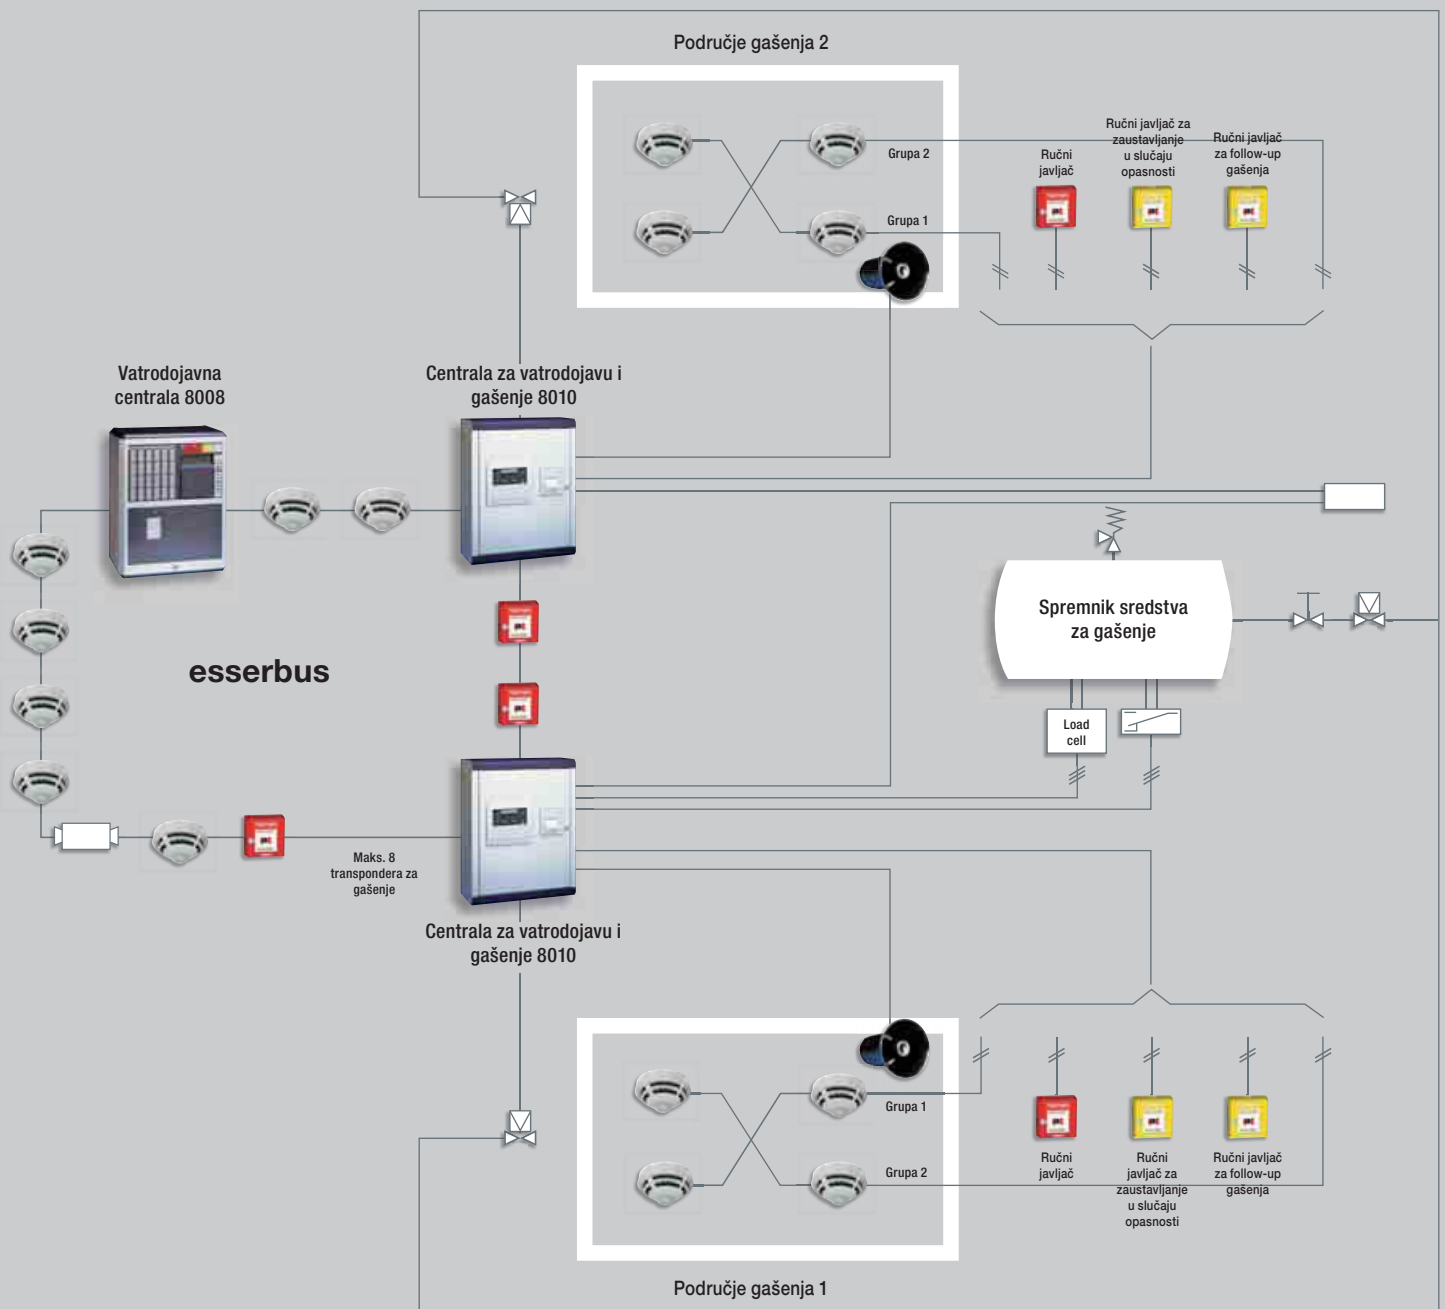 Područje gašenja 2
Grupa 2
Grupa 1
Ručni
javljač
Ručni javljač za
zaustavljanje
u slučaju
opasnosti
Ručni javljač
za follow-up
gašenja
Vatrodojavna
centrala 8008
Centrala za vatrodojavu i
gašenje 8010
esserbus
Spremnik sredstva
za gašenje
Load
cell
Maks. 8
transpondera za
gašenje
Centrala za vatrodojavu i
gašenje 8010
Grupa 1
Grupa 2
Ručni
javljač
Ručni
javljač za
zaustavljanje
u slučaju
opasnosti
Ručni javljač
za follow-up
gašenja
Područje gašenja 1